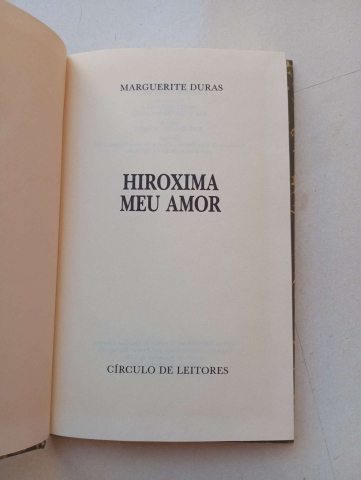 MARGUERITE DURAS
HIROXIMA
MEU AMOR
CÍRCULO DE LEITORES